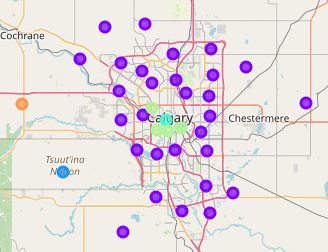 Cochrane
Calgary
Chestermere
Tsuut'ina
Nation